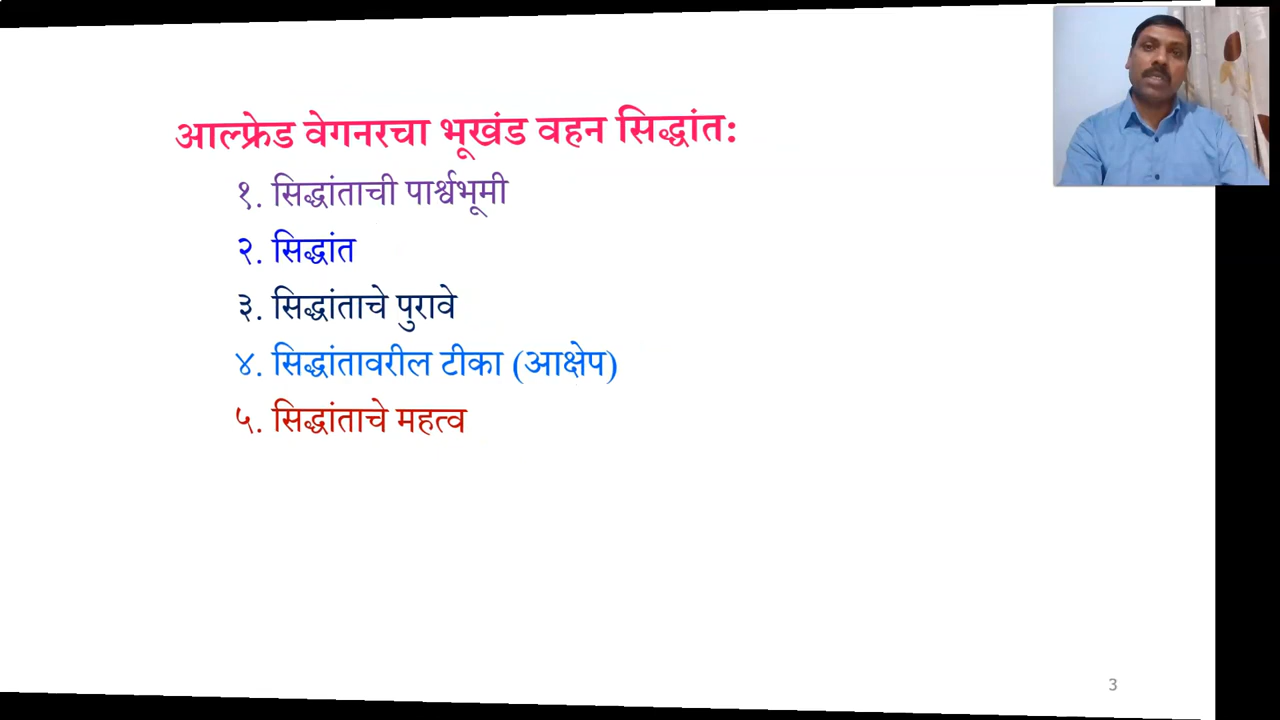 आल्फ्रेड वेगनरचा भूखंड वहन सिद्धांत:
१. सिद्धांताची पार्श्वभूमी
२. सिद्धांत
३. सिद्धांताचे पुरावे
४. सिद्धांतावरील टीका (आक्षेप)
५. सिद्धांताचे महत्व
3